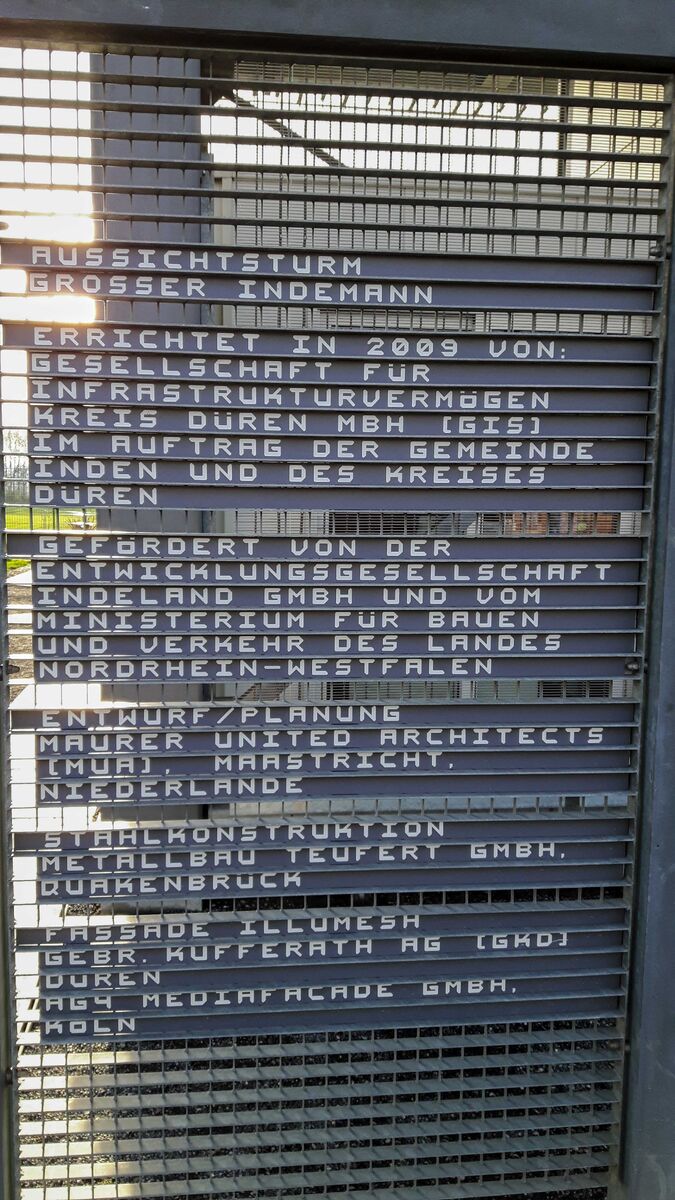 AUSSICHTSTURM
GROSSER INDEMANN
ERRICHTET IN 2009 VON:
GESELLSCHAFT FÜR
INFRASTRUKTURVERMÖGEN
KREIS DÜREN MBH (GIS)
IM AUFTRAG DER GEMEINDE
INDEN UND DES KREISES
DÜREN
GEFÖRDERT VON DER
ENTWICKLUNGSGESELLSCHAFT
INDELAND GMBH UND VOM
MINISTERIUM FÜR BAUEN
UND VERKEHR DES LANDES
NORDRHEIN-WESTFALEN
ENTWURF/PLANUNG
MAURER UNITED ARCHITECTS
(MUA), MAASTRICHT,
NIEDERLANDE
STAHLKONSTRUKTION
METALLBAU TEUFERT GMBH,
QUAKENBRÜCK
FASSADE ILLUMESH
GEBR. KUFFERATH AG (GKD)
DÜREN
AG4 MEDIAFACADE GMBH,
KÖLN